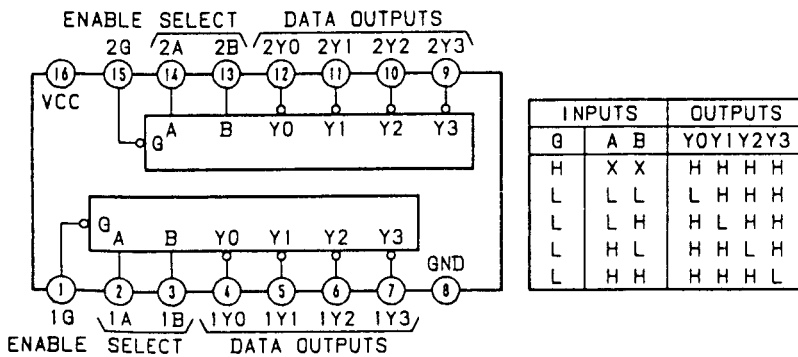 ENABLE SELECT DATA OUTPUTS
2G 2A 2B 2Y0 2Y1 2Y2 2Y3
16 15 14 13 12 11 10 9
VCC
A B Y0 Y1 Y2 Y3
G
G
A B Y0 Y1 Y2 Y3
GND
1 2 3 4 5 6 7 8
1G 1A 1B 1Y0 1Y1 1Y2 1Y3
ENABLE SELECT DATA OUTPUTS
INPUTS OUTPUTS
G A B Y0 Y1 Y2 Y3
H X X H H H H
L L L L H H H
L L H H L H H
L H L H H L H
L H H H H H L